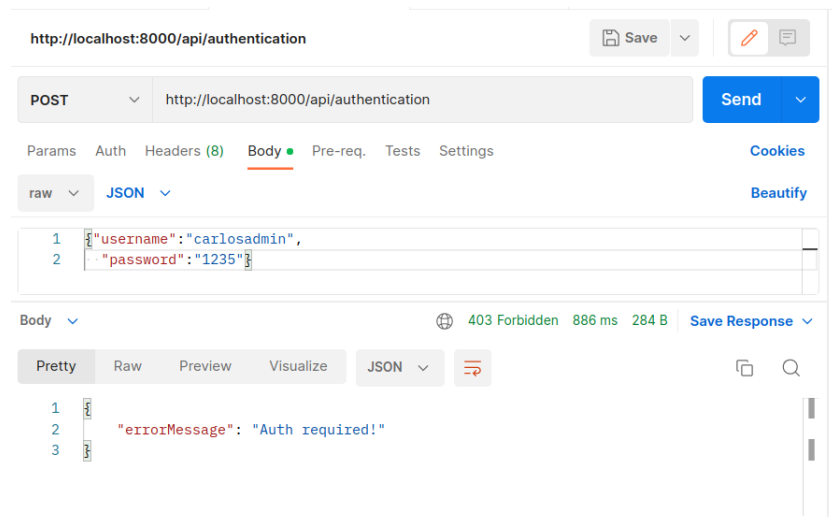 http://localhost:8000/api/authentication Save
POST http://localhost:8000/api/authentication Send
Params Auth Headers (8) Body Pre-req. Tests Settings Cookies
raw JSON Beautify
1 {"username":"carlosadmin",
2 "password":"1235"}
Body 403 Forbidden 886 ms 284 B Save Response
Pretty Raw Preview Visualize JSON
1 {
2 "errorMessage": "Auth required!"
3 }